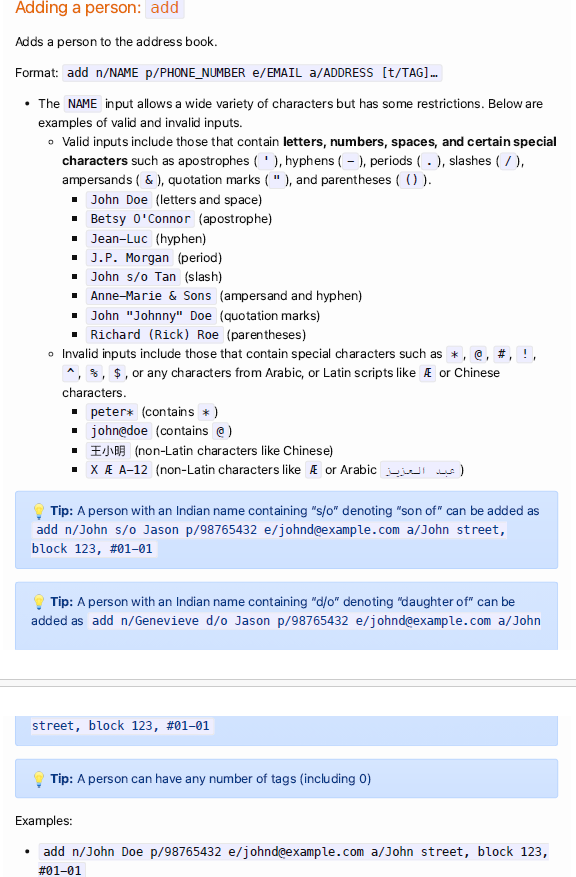 Adding a person: add
Adds a person to the address book.
Format: add n/NAME p/PHONE_NUMBER e/EMAIL a/ADDRESS [t/TAG]…
• The NAME input allows a wide variety of characters but has some restrictions. Below are
examples of valid and invalid inputs.
◦ Valid inputs include those that contain letters, numbers, spaces, and certain special
characters such as apostrophes ( ' ), hyphens ( - ), periods ( . ), slashes ( / ),
ampersands ( & ), quotation marks ( " ), and parentheses ( () ).
▪ John Doe (letters and space)
▪ Betsy O'Connor (apostrophe)
▪ Jean-Luc (hyphen)
▪ J.P. Morgan (period)
▪ John s/o Tan (slash)
▪ Anne-Marie & Sons (ampersand and hyphen)
▪ John "Johnny" Doe (quotation marks)
▪ Richard (Rick) Roe (parentheses)
◦ Invalid inputs include those that contain special characters such as * , @ , # , ! ,
^ , % , $ , or any characters from Arabic, or Latin scripts like Æ or Chinese
characters.
▪ peter* (contains * )
▪ john@doe (contains @ )
▪ 王小明 (non-Latin characters like Chinese)
▪ X Æ A-12 (non-Latin characters like Æ or Arabic عبد العزيز )
💡 Tip: A person with an Indian name containing “s/o” denoting “son of” can be added as
add n/John s/o Jason p/98765432 e/johnd@example.com a/John street,
block 123, #01-01
💡 Tip: A person with an Indian name containing “d/o” denoting “daughter of” can be
added as add n/Genevieve d/o Jason p/98765432 e/johnd@example.com a/John
street, block 123, #01-01
💡 Tip: A person can have any number of tags (including 0)
Examples:
• add n/John Doe p/98765432 e/johnd@example.com a/John street, block 123,
#01-01